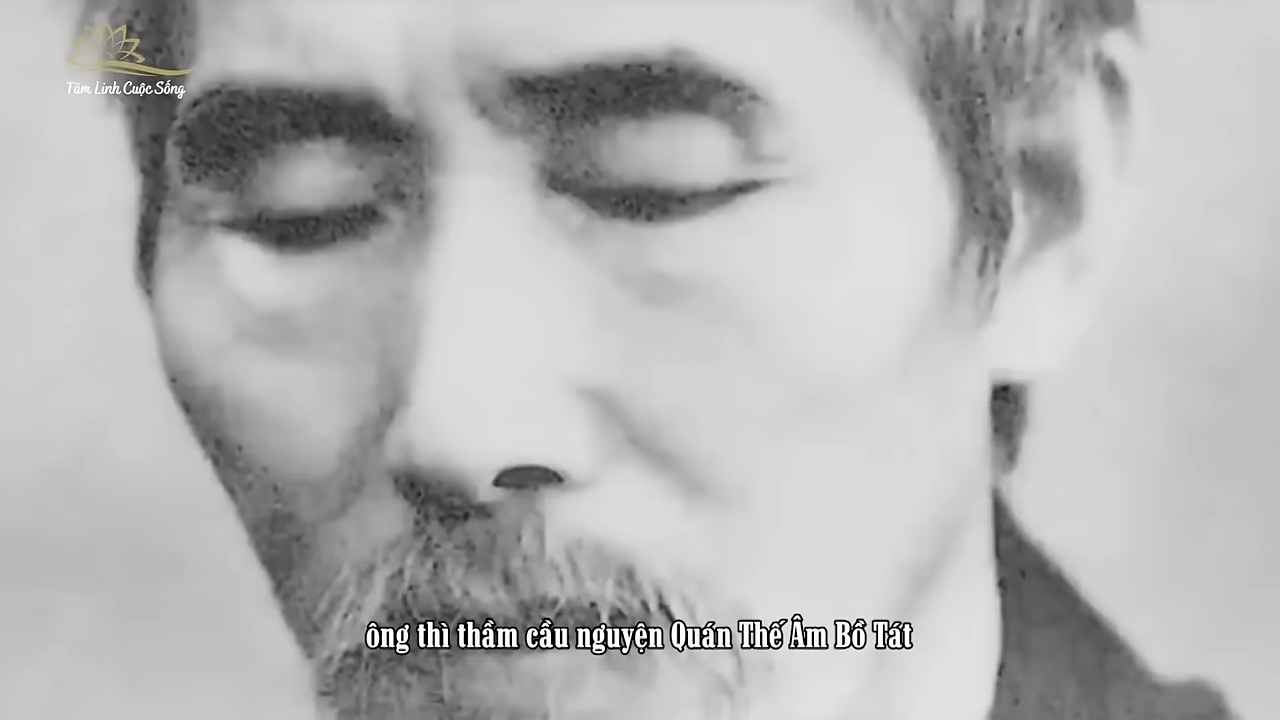 Tâm Linh Cuộc Sống
ông thì thầm cầu nguyện Quán Thế Âm Bồ Tát